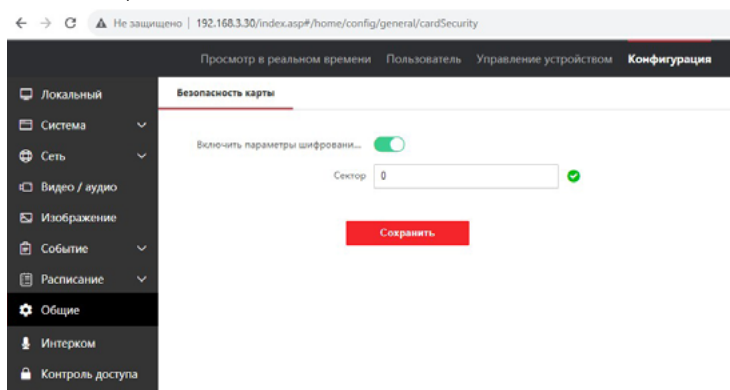 Не защищено | 192.168.3.30/index.asp#/home/config/general/cardSecurity
Просмотр в реальном времени Пользователь Управление устройством Конфигурация
Локальный
Безопасность карты
Система
Включить параметры шифровани...
Сеть
Сектор 0
Видео / аудио
Изображение
Сохранить
Событие
Расписание
Общие
Интерком
Контроль доступа